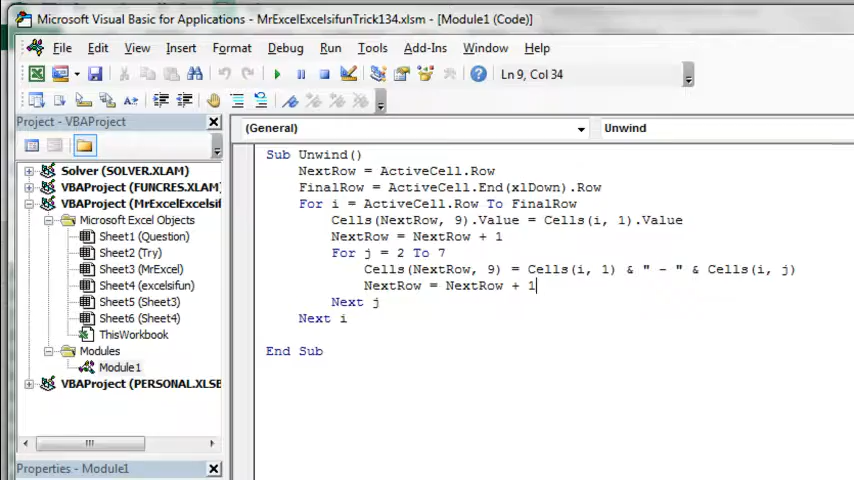 Microsoft Visual Basic for Applications - MrExcelExcelsifunTrick134.xlsm - [Module1 (Code)]
File Edit View Insert Format Debug Run Tools Add-Ins Window Help
Ln 9, Col 34
Project - VBAProject
(General)
Unwind
Solver (SOLVER.XLAM)
VBAProject (FUNCRES.XLAM)
VBAProject (MrExcelExcelsif
Microsoft Excel Objects
Sheet1 (Question)
Sheet2 (Try)
Sheet3 (MrExcel)
Sheet4 (excelsifun)
Sheet5 (Sheet3)
Sheet6 (Sheet4)
ThisWorkbook
Modules
Module1
VBAProject (PERSONAL.XLSB
Properties - Module1
Sub Unwind()
NextRow = ActiveCell.Row
FinalRow = ActiveCell.End(xlDown).Row
For i = ActiveCell.Row To FinalRow
Cells(NextRow, 9).Value = Cells(i, 1).Value
NextRow = NextRow + 1
For j = 2 To 7
Cells(NextRow, 9) = Cells(i, 1) & " - " & Cells(i, j)
NextRow = NextRow + 1
Next j
Next i
End Sub